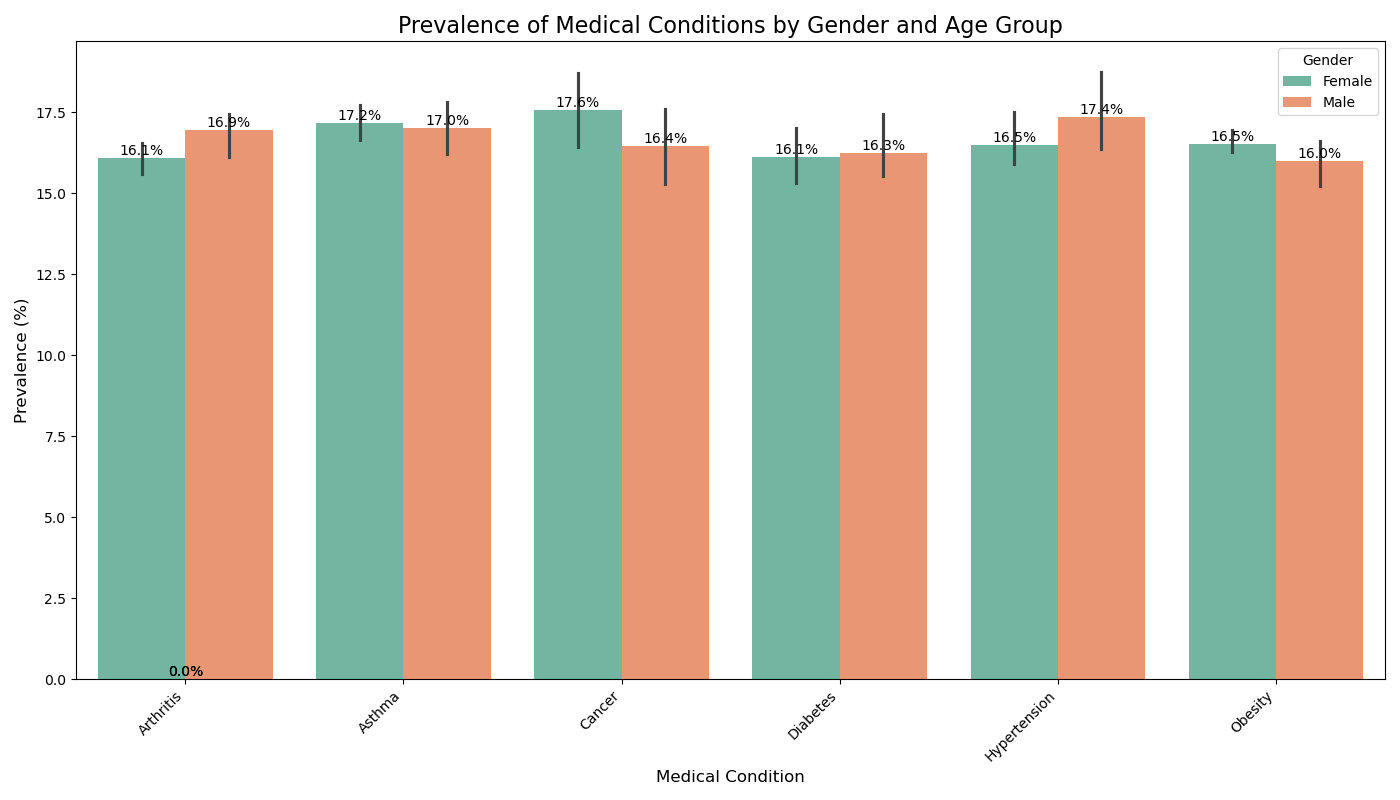 Prevalence of Medical Conditions by Gender and Age Group
Gender
Female
Male
Prevalence (%)
17.5
15.0
12.5
10.0
7.5
5.0
2.5
0.0
16.1%
16.9%
17.2%
17.0%
17.6%
16.4%
16.1%
16.3%
16.5%
17.4%
16.5%
16.0%
0.0%
Arthritis
Asthma
Cancer
Diabetes
Hypertension
Obesity
Medical Condition